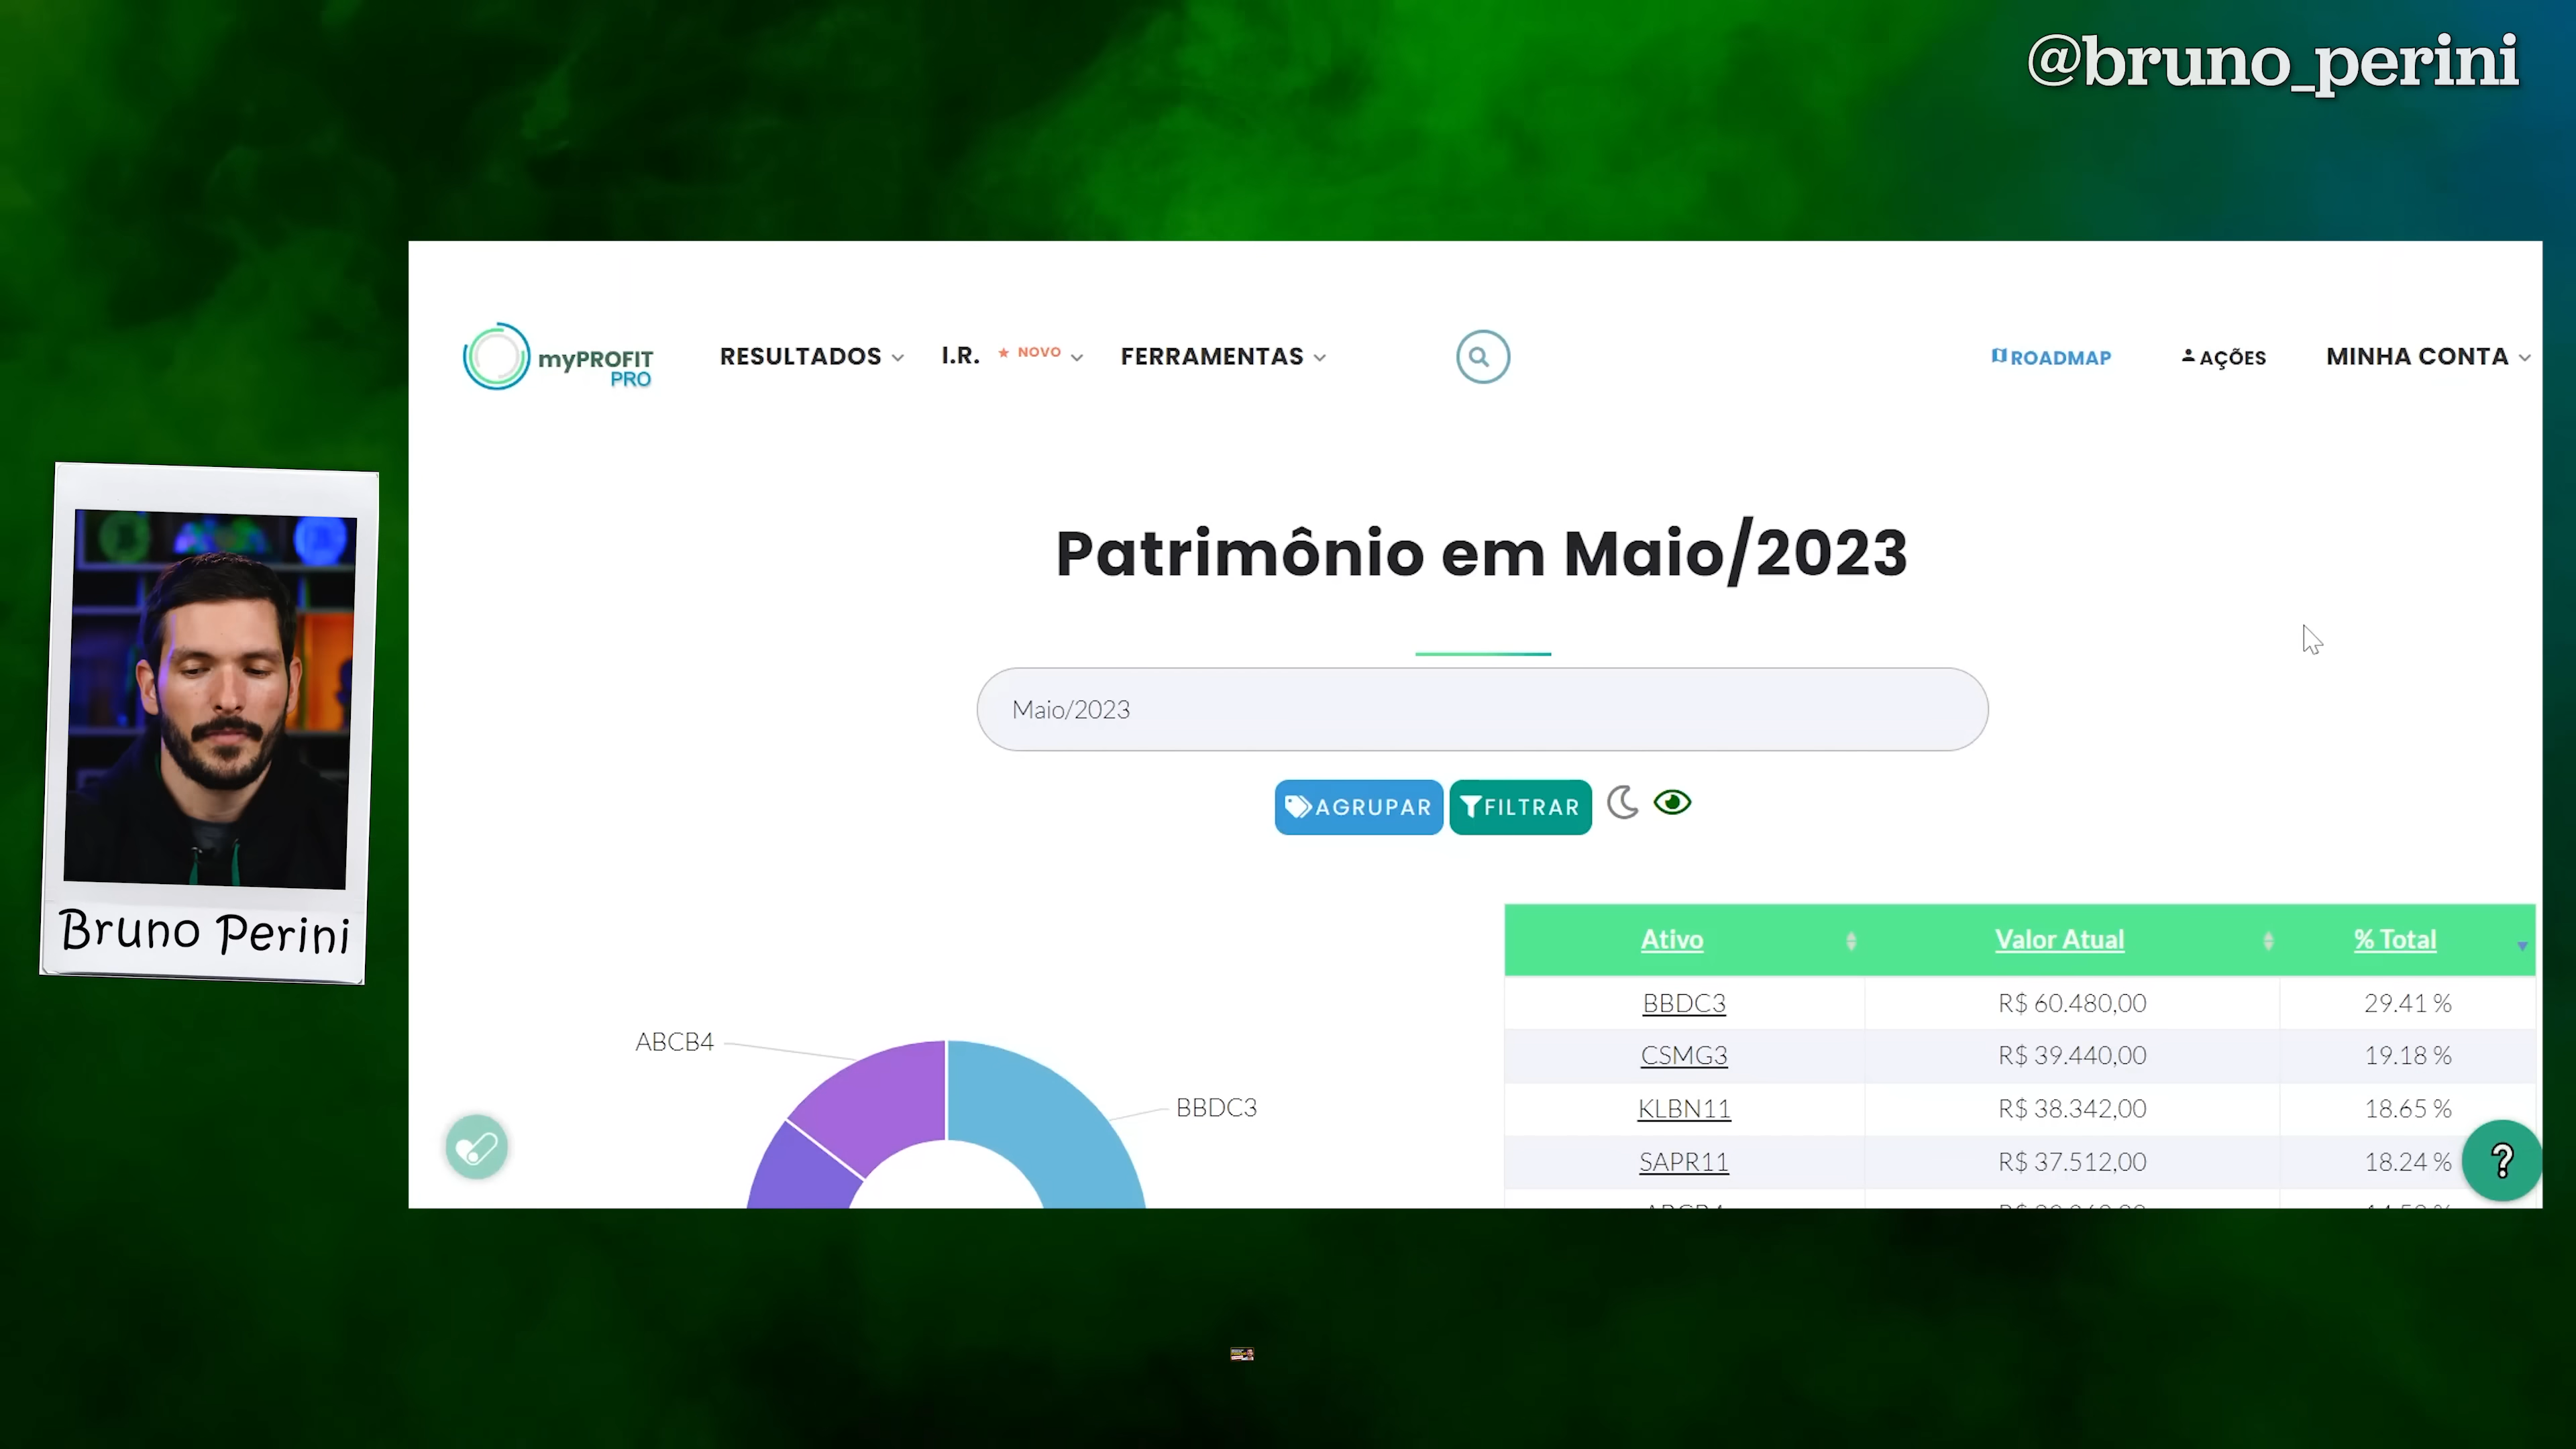 @bruno_perini
myPROFIT
PRO
RESULTADOS
I.R. ★ NOVO
FERRAMENTAS
ROADMAP
AÇÕES
MINHA CONTA
Patrimônio em Maio/2023
Maio/2023
AGRUPAR
FILTRAR
Bruno Perini
ABCB4
BBDC3
Ativo Valor Atual % Total
BBDC3 R$ 60.480,00 29.41 %
CSMG3 R$ 39.440,00 19.18 %
KLBN11 R$ 38.342,00 18.65 %
SAPR11 R$ 37.512,00 18.24 %
?